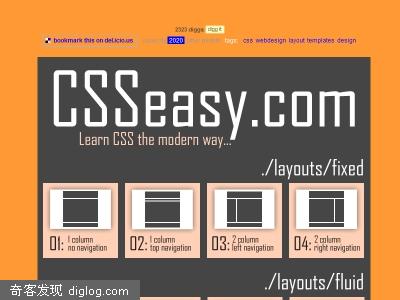 2323 diggs digg it
bookmark this on del.icio.us 2020 tags: css webdesign layout templates design
CSSeasy.com
Learn CSS the modern way...
./layouts/fixed
01: 1 column no navigation
02: 1 column top navigation
03: 2 column left navigation
04: 2 column right navigation
./layouts/fluid
奇客发现 diglog.com